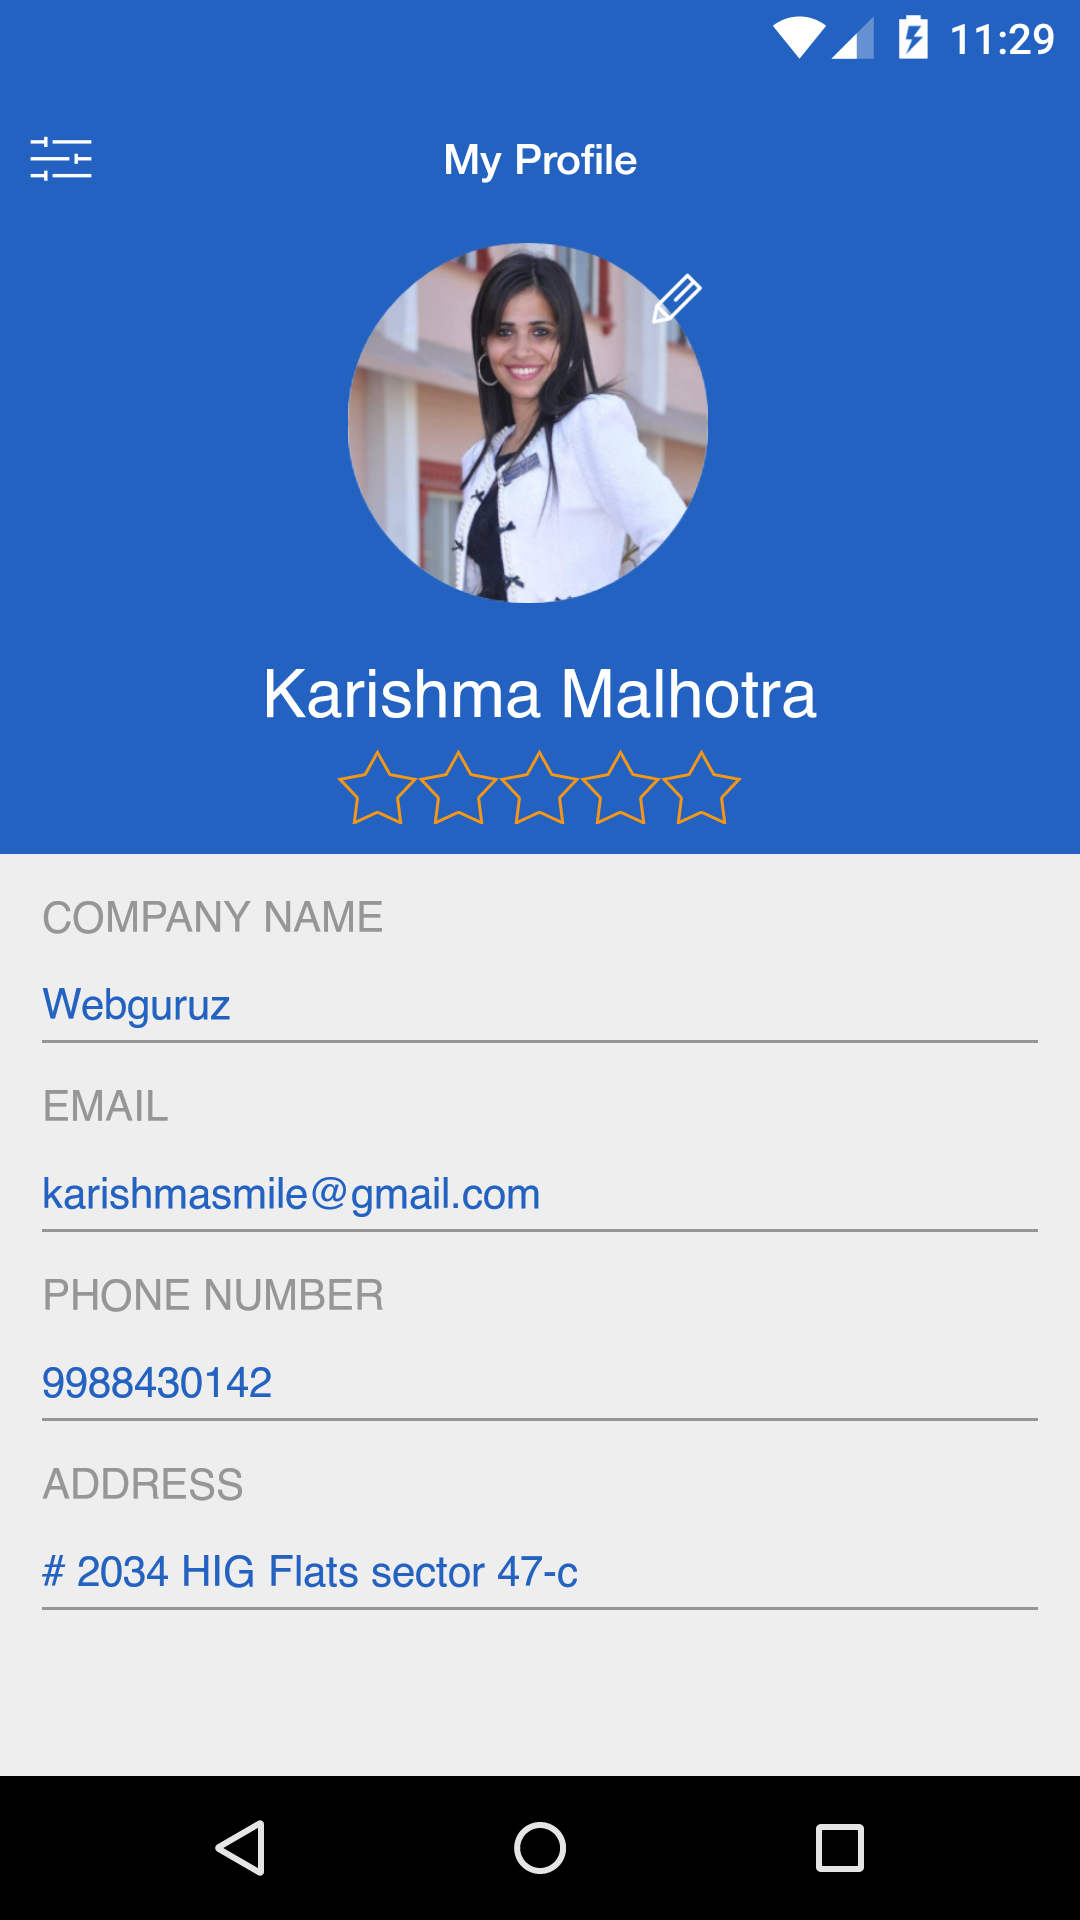 11:29
My Profile
Karishma Malhotra
COMPANY NAME
Webguruz
EMAIL
karishmasmile@gmail.com
PHONE NUMBER
9988430142
ADDRESS
# 2034 HIG Flats sector 47-c